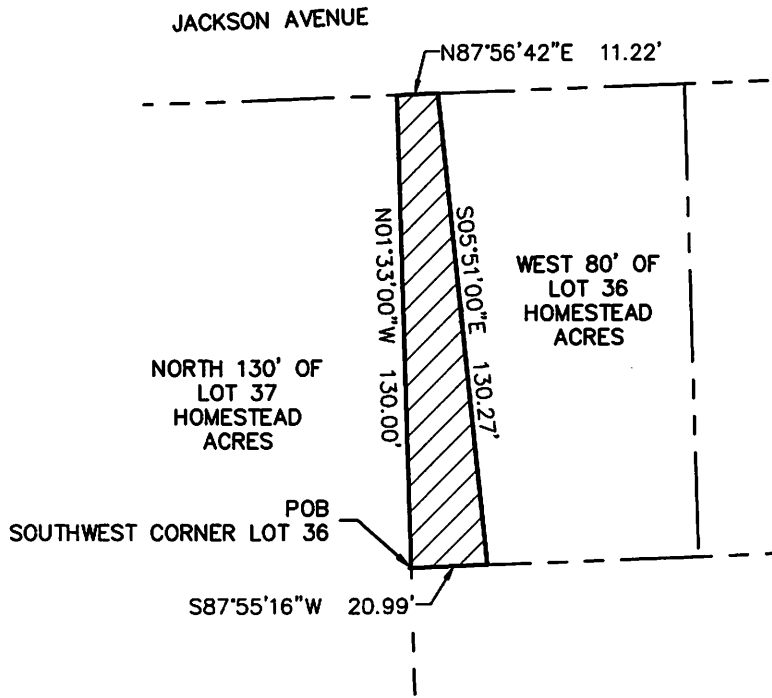 JACKSON AVENUE
N87°56'42"E 11.22'
N01°33'00"W 130.00'
S05°51'00"E 130.27'
WEST 80' OF
LOT 36
HOMESTEAD
ACRES
NORTH 130' OF
LOT 37
HOMESTEAD
ACRES
POB
SOUTHWEST CORNER LOT 36
S87°55'16"W 20.99'